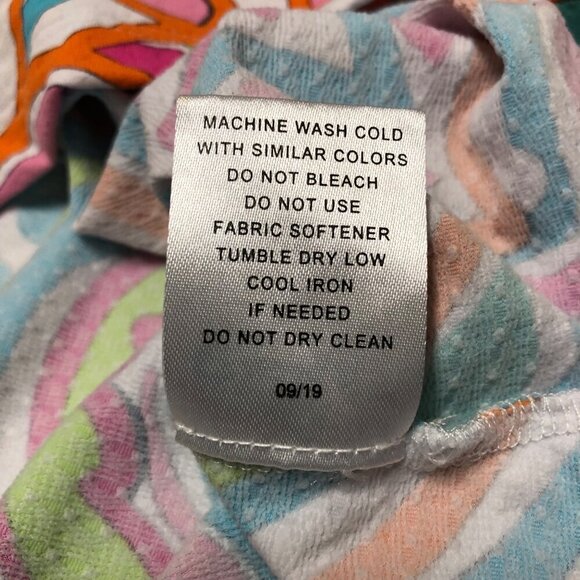 MACHINE WASH COLD
WITH SIMILAR COLORS
DO NOT BLEACH
DO NOT USE
FABRIC SOFTENER
TUMBLE DRY LOW
COOL IRON
IF NEEDED
DO NOT DRY CLEAN
09/19